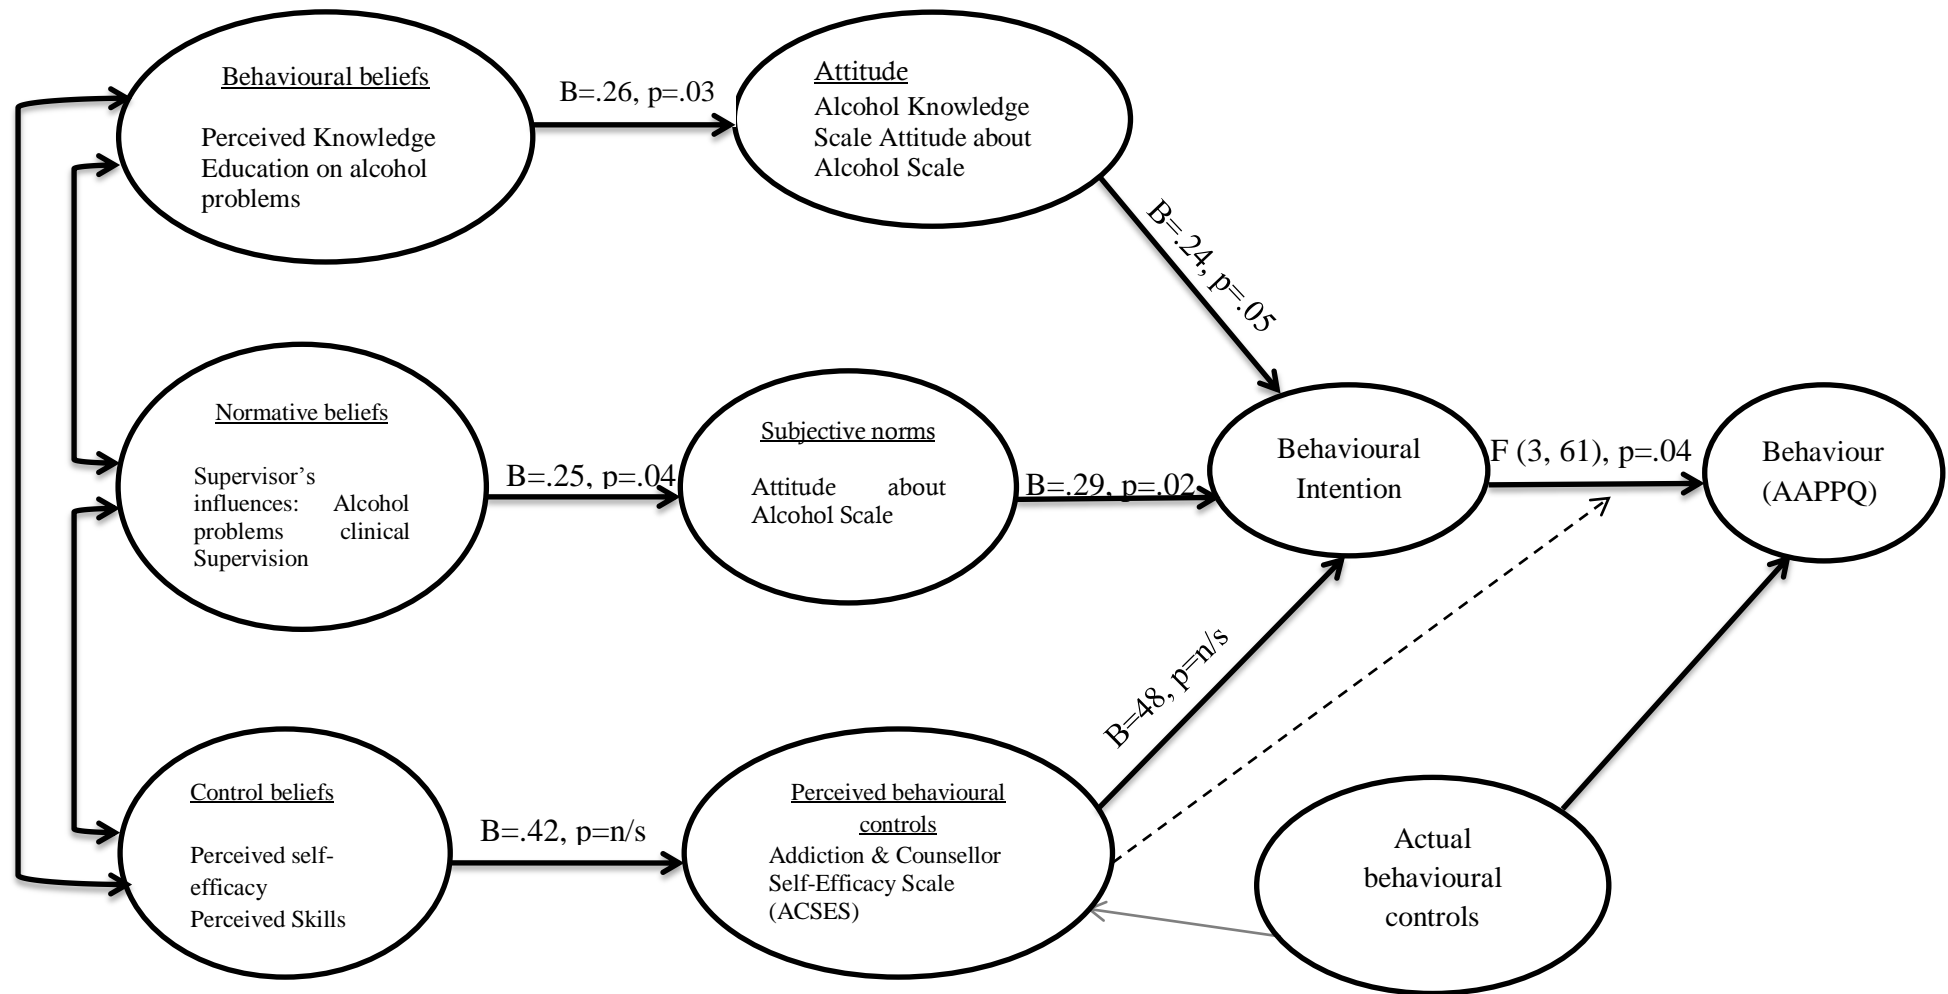 Behavioural beliefs
Perceived Knowledge
Education on alcohol
problems
B=.26, p=.03
Attitude
Alcohol Knowledge
Scale Attitude about
Alcohol Scale
B=.24, p=.05
Normative beliefs
Supervisor’s
influences: Alcohol
problems clinical
Supervision
B=.25, p=.04
Subjective norms
Attitude about
Alcohol Scale
B=.29, p=.02
Behavioural
Intention
F (3, 61), p=.04
Behaviour
(AAPPQ)
Control beliefs
Perceived self-
efficacy
Perceived Skills
B=.42, p=n/s
Perceived behavioural
controls
Addiction & Counsellor
Self-Efficacy Scale
(ACSES)
B=48, p=n/s
Actual
behavioural
controls